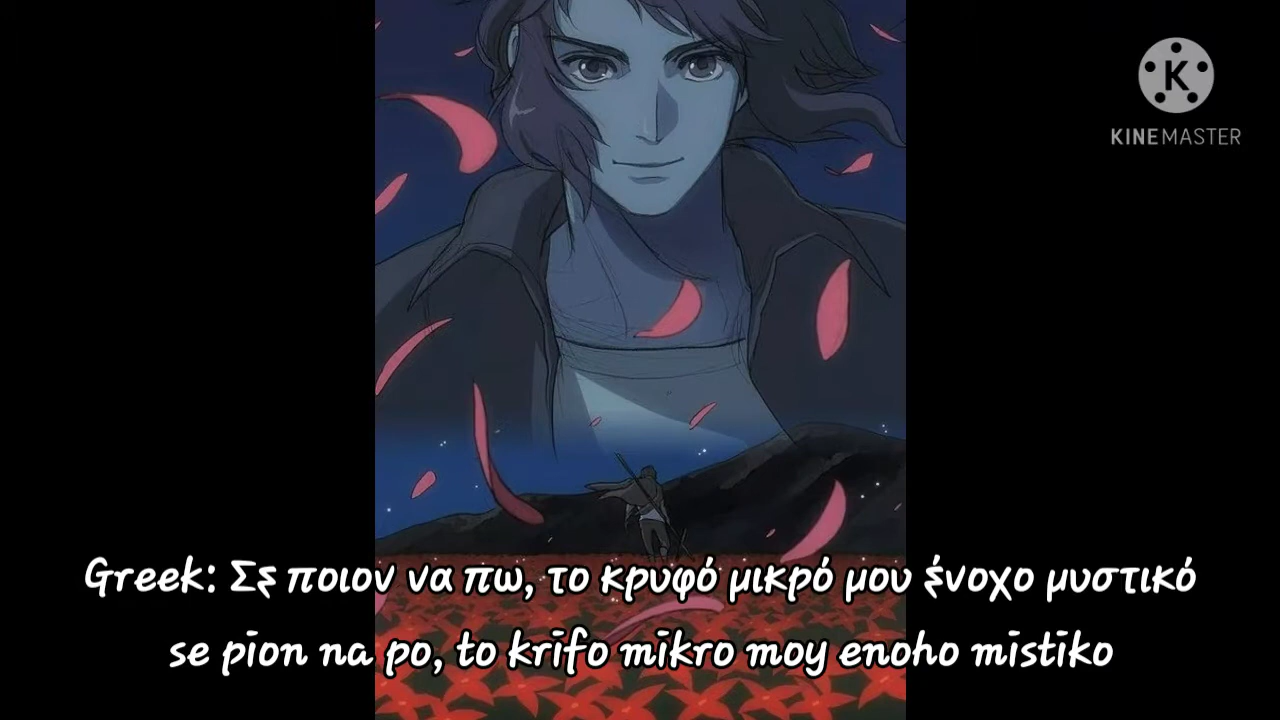 KINEMASTER
Greek: Σξ ποιον να πω, το κρυφό μικρό μου ένοχο μυστικό
se pion na po, to krifo mikro moy enoho mistiko